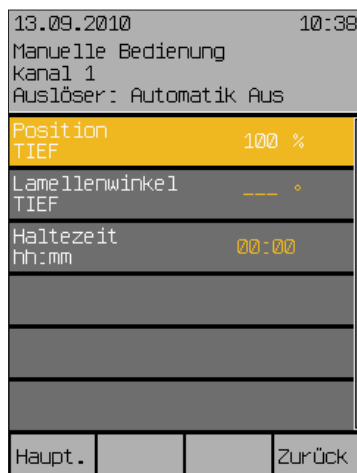 13.09.2010 10:38
Manuelle Bedienung
Kanal 1
Auslöser: Automatik Aus
Position 100 %
TIEF
Lamellenwinkel ___ °
TIEF
Haltezeit 00:00
hh:mm
Haupt. Zurück